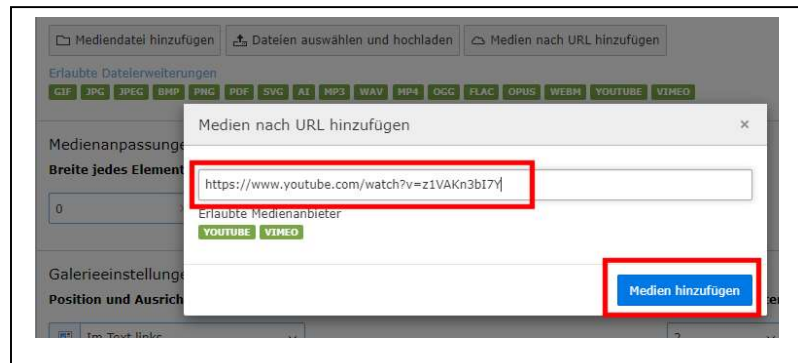 Mediendatei hinzufügen Dateien auswählen und hochladen Medien nach URL hinzufügen
Erlaubte Dateierweiterungen
GIF JPG JPEG BMP PNG PDF SVG AI MP3 WAV MP4 OGG FLAC OPUS WEBM YOUTUBE VIMEO
Medien nach URL hinzufügen ×
Medienanpassunge
Breite jedes Element
https://www.youtube.com/watch?v=z1VAKn3bI7Y
0
Erlaubte Medienanbieter
YOUTUBE VIMEO
Galerieeinstellunge
Medien hinzufügen
Position und Ausrich
Im Text links
2